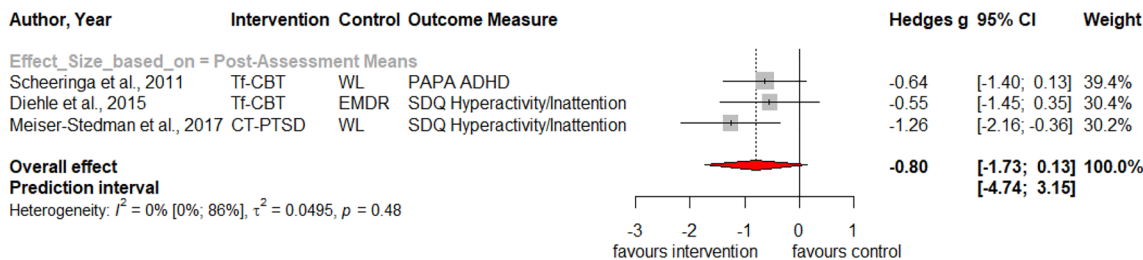 Author, Year Intervention Control Outcome Measure Hedges g 95% CI Weight
Effect_Size_based_on = Post-Assessment Means
Scheeringa et al., 2011 Tf-CBT WL PAPA ADHD -0.64 [-1.40; 0.13] 39.4%
Diehle et al., 2015 Tf-CBT EMDR SDQ Hyperactivity/Inattention -0.55 [-1.45; 0.35] 30.4%
Meiser-Stedman et al., 2017 CT-PTSD WL SDQ Hyperactivity/Inattention -1.26 [-2.16; -0.36] 30.2%
Overall effect -0.80 [-1.73; 0.13] 100.0%
Prediction interval [-4.74; 3.15]
Heterogeneity: I² = 0% [0%; 86%], τ² = 0.0495, p = 0.48
-3 -2 -1 0 1
favours intervention favours control